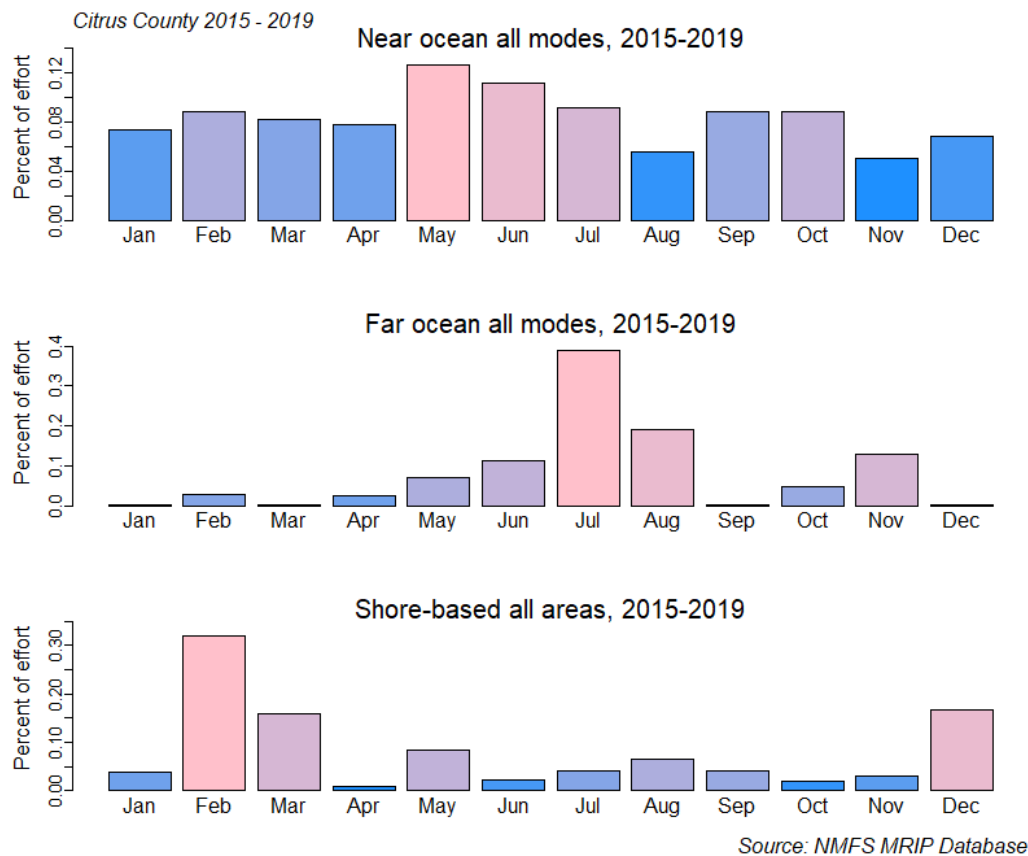 Citrus County 2015 - 2019
Near ocean all modes, 2015-2019
Percent of effort
0.12
0.08
0.04
0.00
Jan Feb Mar Apr May Jun Jul Aug Sep Oct Nov Dec
Far ocean all modes, 2015-2019
Percent of effort
0.4
0.3
0.2
0.1
0.0
Jan Feb Mar Apr May Jun Jul Aug Sep Oct Nov Dec
Shore-based all areas, 2015-2019
Percent of effort
0.30
0.20
0.10
0.00
Jan Feb Mar Apr May Jun Jul Aug Sep Oct Nov Dec
Source: NMFS MRIP Database